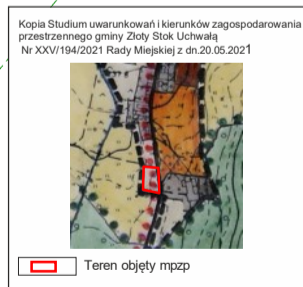 Kopia Studium uwarunkowań i kierunków zagospodarowania
przestrzennego gminy Złoty Stok Uchwałą
Nr XXV/194/2021 Rady Miejskiej z dn.20.05.2021
Teren objęty mpzp